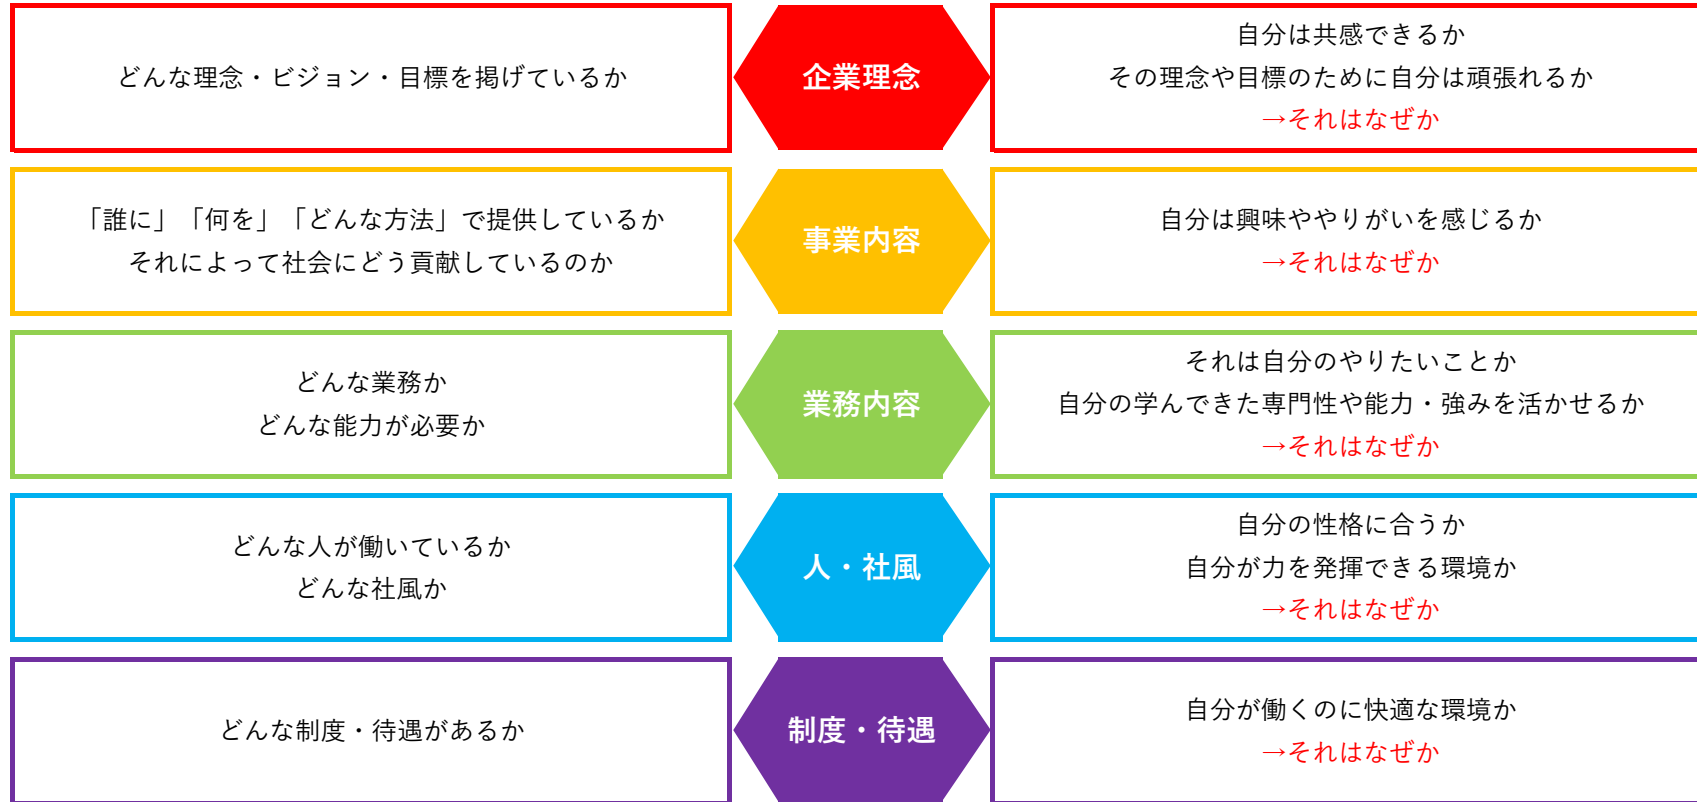 どんな理念・ビジョン・目標を掲げているか
企業理念
自分は共感できるか
その理念や目標のために自分は頑張れるか
→それはなぜか
「誰に」「何を」「どんな方法」で提供しているか
それによって社会にどう貢献しているのか
事業内容
自分は興味ややりがいを感じるか
→それはなぜか
どんな業務か
どんな能力が必要か
業務内容
それは自分のやりたいことか
自分の学んできた専門性や能力・強みを活かせるか
→それはなぜか
どんな人が働いているか
どんな社風か
人・社風
自分の性格に合うか
自分が力を発揮できる環境か
→それはなぜか
どんな制度・待遇があるか
制度・待遇
自分が働くのに快適な環境か
→それはなぜか